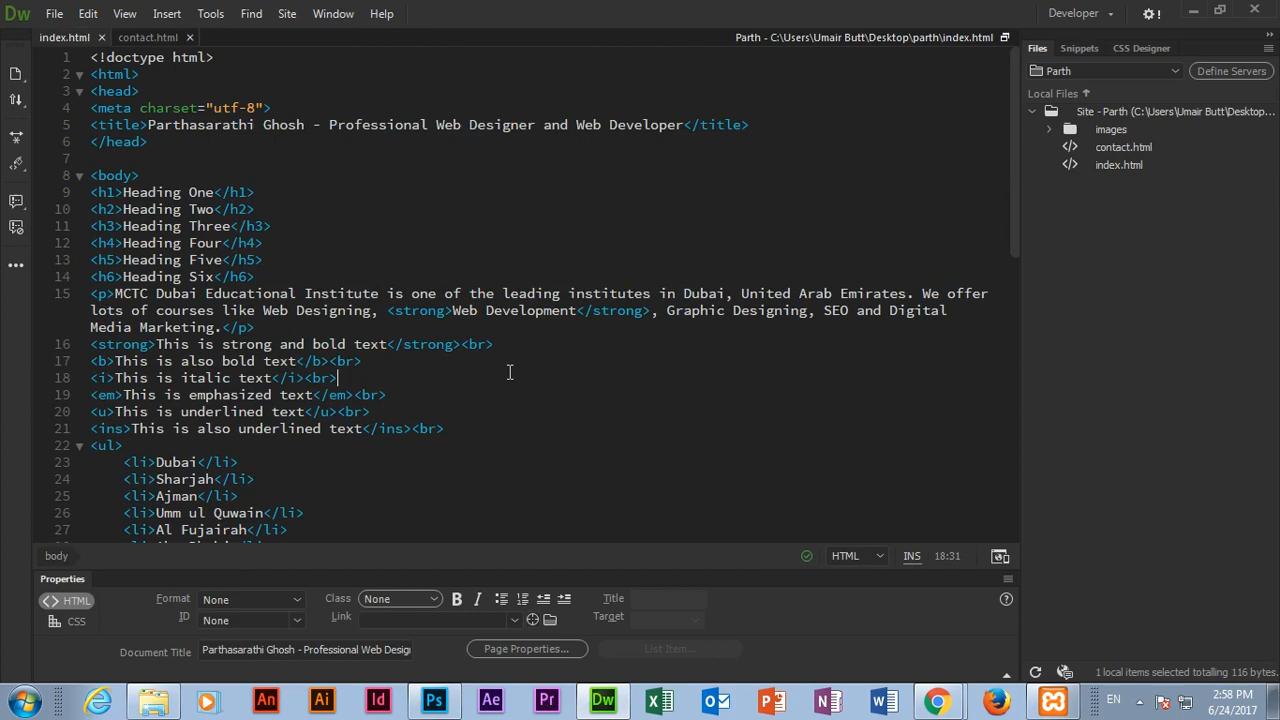 Dw File Edit View Insert Tools Find Site Window Help Developer
index.html contact.html Parth - C:\Users\Umair Butt\Desktop\parth\index.html
Files Snippets CSS Designer
Parth Define Servers
Local Files
Site - Parth (C:\Users\Umair Butt\Desktop...
images
contact.html
index.html
1 <!doctype html>
2 <html>
3 <head>
4 <meta charset="utf-8">
5 <title>Parthasarathi Ghosh - Professional Web Designer and Web Developer</title>
6 </head>
7
8 <body>
9 <h1>Heading One</h1>
10 <h2>Heading Two</h2>
11 <h3>Heading Three</h3>
12 <h4>Heading Four</h4>
13 <h5>Heading Five</h5>
14 <h6>Heading Six</h6>
15 <p>MCTC Dubai Educational Institute is one of the leading institutes in Dubai, United Arab Emirates. We offer
lots of courses like Web Designing, <strong>Web Development</strong>, Graphic Designing, SEO and Digital
Media Marketing.</p>
16 <strong>This is strong and bold text</strong><br>
17 <b>This is also bold text</b><br>
18 <i>This is italic text</i><br>
19 <em>This is emphasized text</em><br>
20 <u>This is underlined text</u><br>
21 <ins>This is also underlined text</ins><br>
22 <ul>
23 <li>Dubai</li>
24 <li>Sharjah</li>
25 <li>Ajman</li>
26 <li>Umm ul Quwain</li>
27 <li>Al Fujairah</li>
body HTML INS 18:31
Properties
HTML Format None Class None B I Title
CSS ID None Link Target
Document Title Parthasarathi Ghosh - Professional Web Desig Page Properties... List Item...
1 local items selected totalling 116 bytes.
An Ai Id Ps Ae Pr Dw EN 2:58 PM
6/24/2017